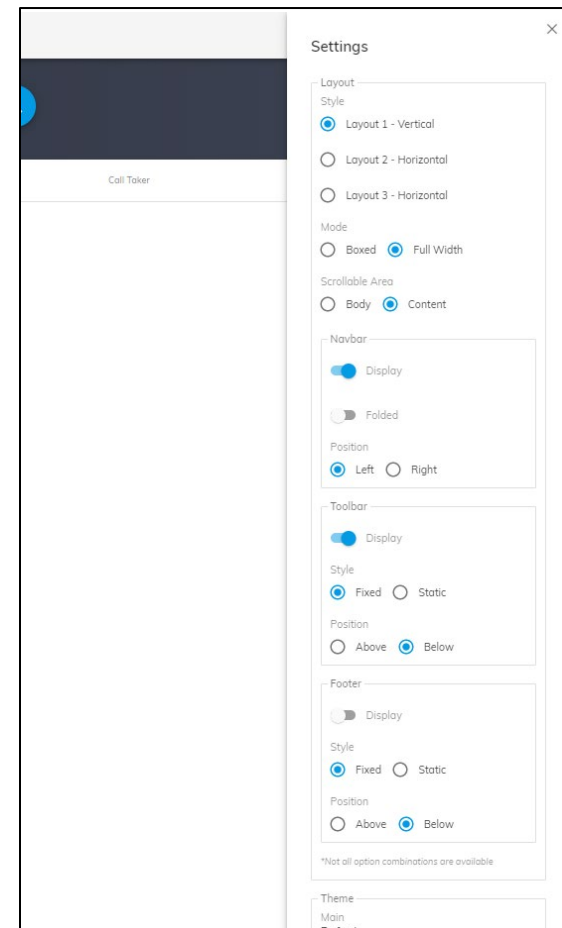 Settings
Layout
Style
Layout 1 - Vertical
Call Taker
Layout 2 - Horizontal
Layout 3 - Horizontal
Mode
Boxed Full Width
Scrollable Area
Body Content
Navbar
Display
Folded
Position
Left Right
Toolbar
Display
Style
Fixed Static
Position
Above Below
Footer
Display
Style
Fixed Static
Position
Above Below
*Not all option combinations are available
Theme
Main